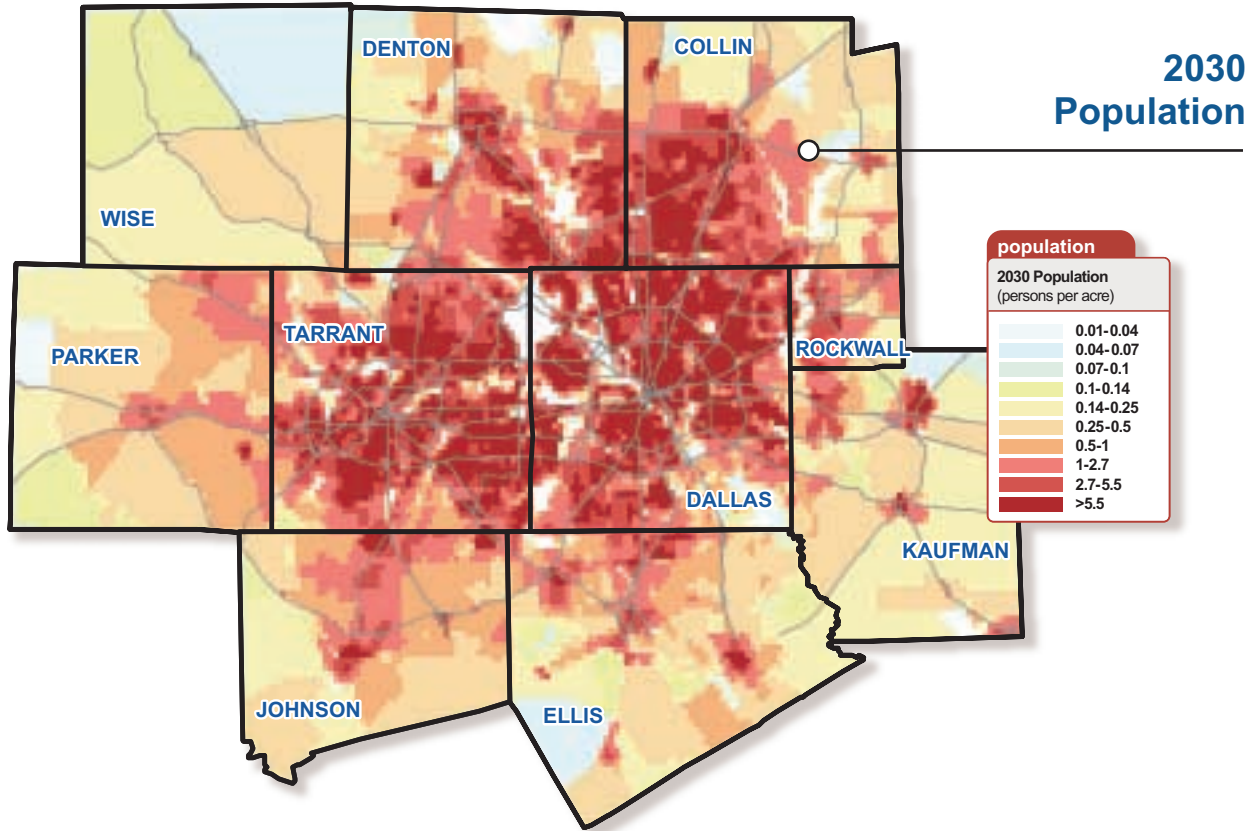 DENTON
COLLIN
2030
Population
WISE
population
2030 Population
(persons per acre)
0.01-0.04
0.04-0.07
0.07-0.1
0.1-0.14
0.14-0.25
0.25-0.5
0.5-1
1-2.7
2.7-5.5
>5.5
TARRANT
PARKER
ROCKWALL
DALLAS
KAUFMAN
JOHNSON
ELLIS